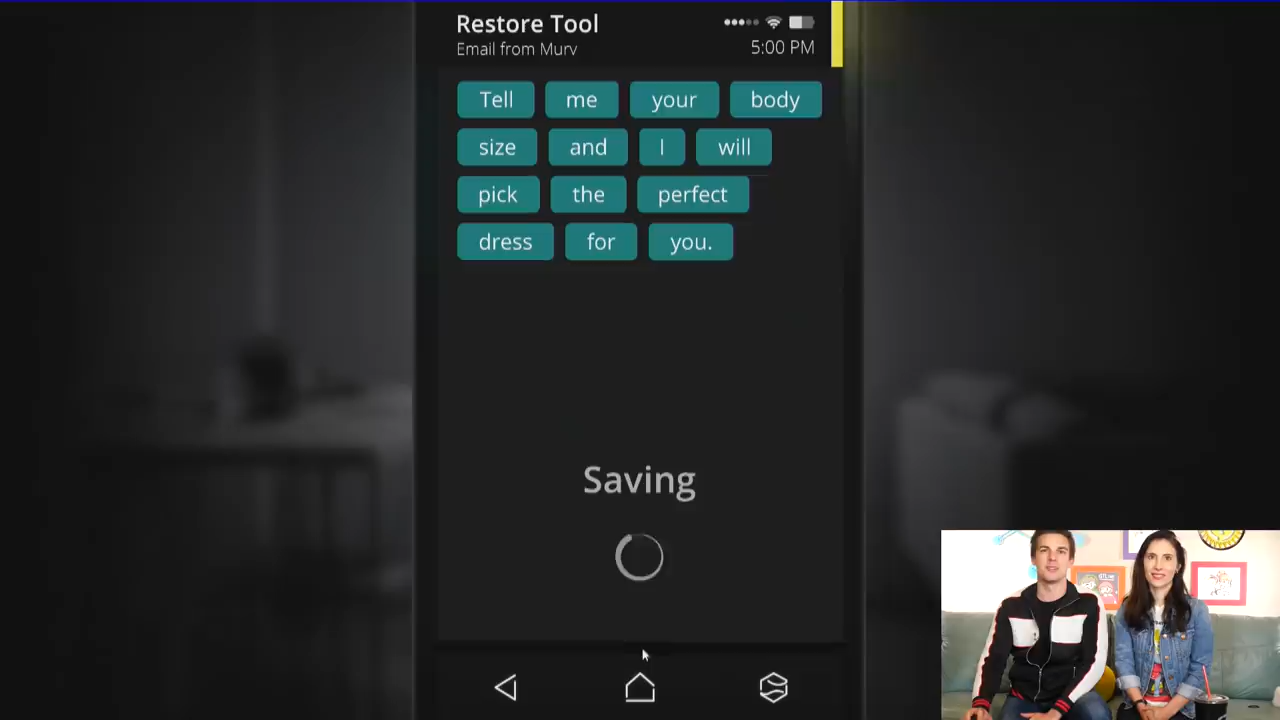 Restore Tool
Email from Murv
5:00 PM
Tell me your body
size and I will
pick the perfect
dress for you.
Saving